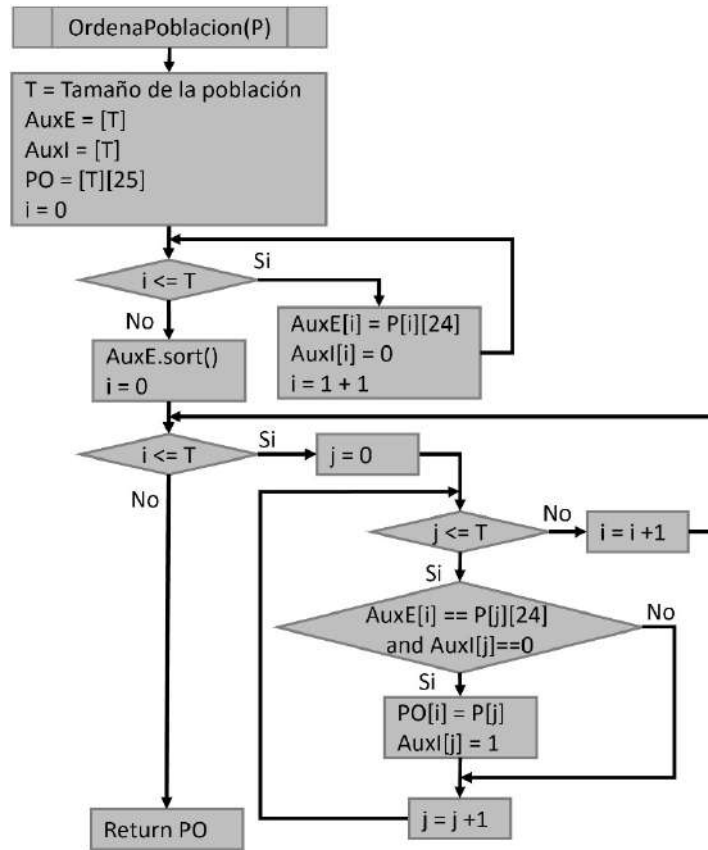 OrdenaPoblacion(P)
T = Tamaño de la población
AuxE = [T]
AuxI = [T]
PO = [T][25]
i = 0
i <= T
Si
No
AuxE[i] = P[i][24]
AuxI[i] = 0
i = 1 + 1
AuxE.sort()
i = 0
i <= T
Si
No
j = 0
j <= T
No
i = i +1
Si
AuxE[i] == P[j][24]
and AuxI[j]==0
No
Si
PO[i] = P[j]
AuxI[j] = 1
j = j +1
Return PO